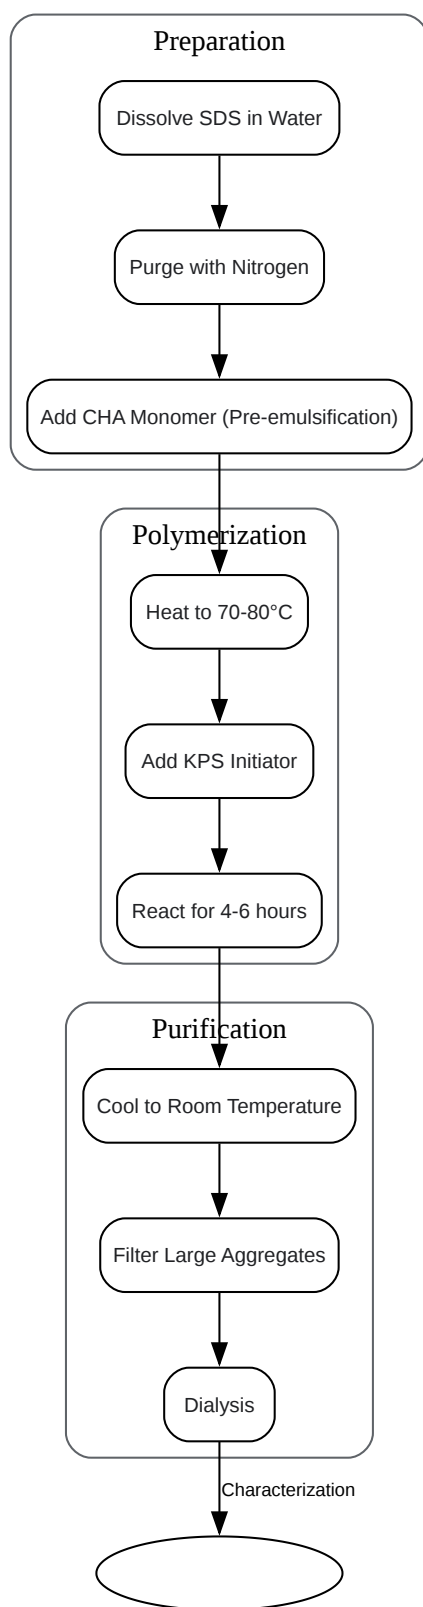 Preparation
Dissolve SDS in Water
Purge with Nitrogen
Add CHA Monomer (Pre-emulsification)
Polymerization
Heat to 70-80°C
Add KPS Initiator
React for 4-6 hours
Purification
Cool to Room Temperature
Filter Large Aggregates
Dialysis
Characterization